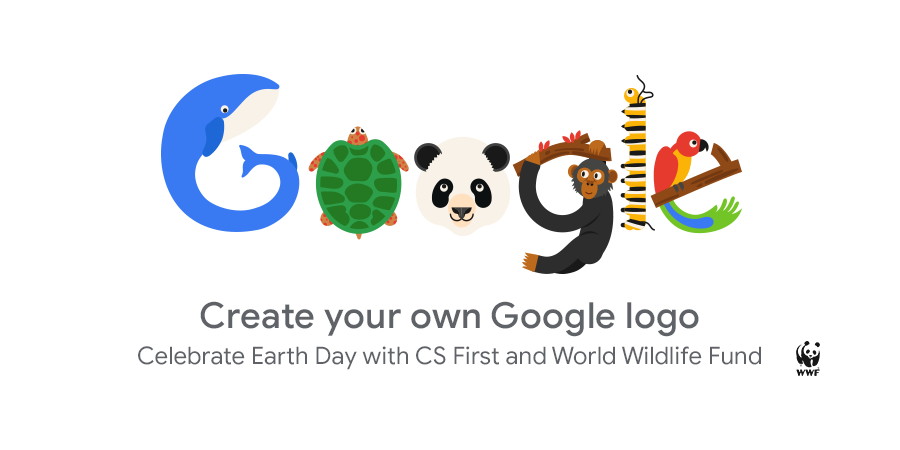 Google
Create your own Google logo
Celebrate Earth Day with CS First and World Wildlife Fund
WWF